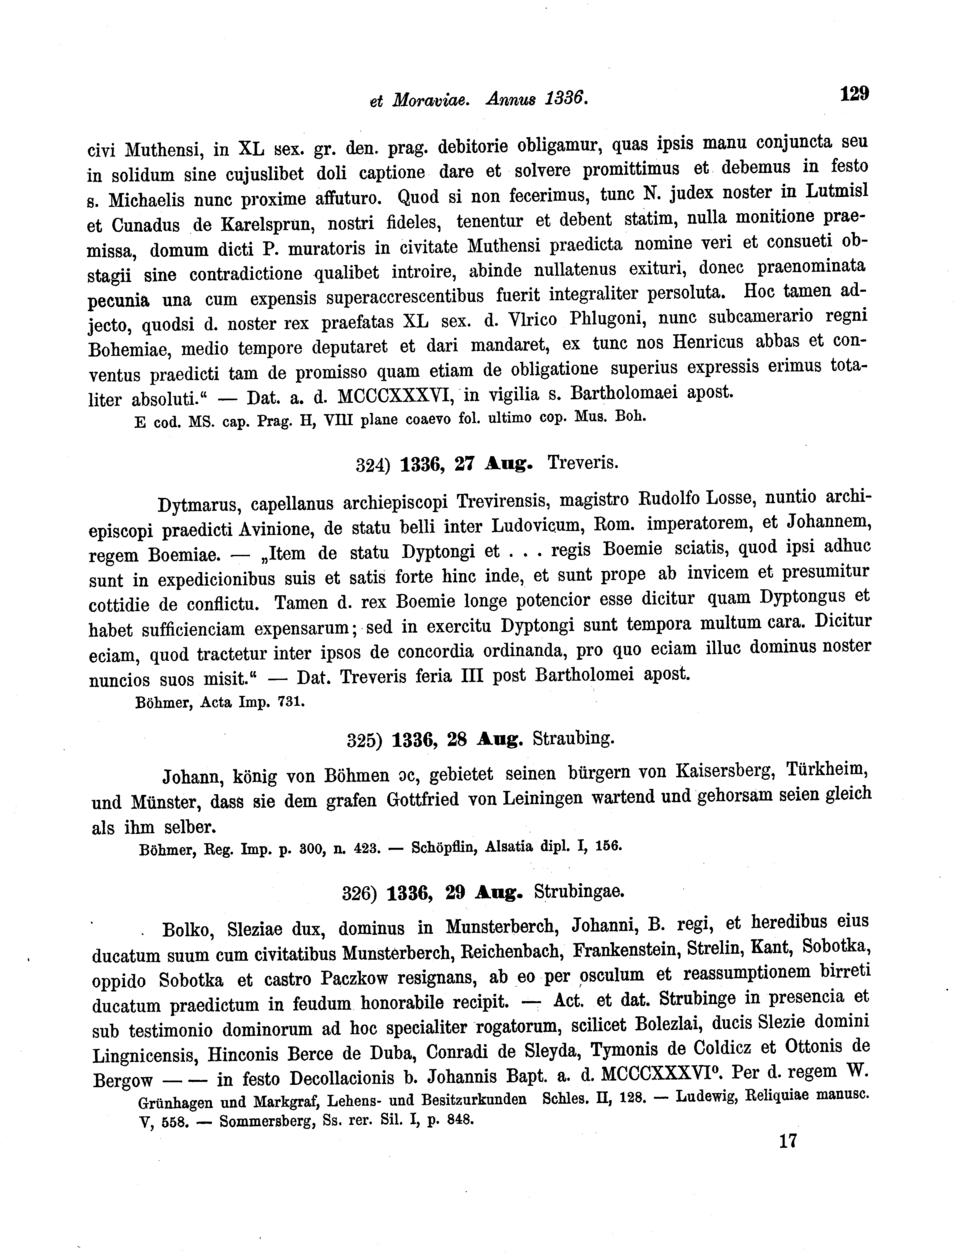 et Moraviae. Annus 1336. 129
civi Muthensi, in XL sex. gr. den. prag. debitorie obligamur, quas ipsis manu conjuncta seu
in solidum sine cujuslibet doli captione dare et solvere promittimus et debemus in festo
s. Michaelis nunc proxime affuturo. Quod si non fecerimus, tunc N. judex noster in Lutmisl
et Cunadus de Karelsprun, nostri fideles, tenentur et debent statim, nulla monitione prae-
missa, domum dicti P. muratoris in civitate Muthensi praedicta nomine veri et consueti ob-
stagii sine contradictione qualibet introire, abinde nullatenus exituri, donec praenominata
pecunia una cum expensis superaccrescentibus fuerit integraliter persoluta. Hoc tamen ad-
jecto, quodsi d. noster rex praefatas XL sex. d. Vlrico Phlugoni, nunc subcamerario regni
Bohemiae, medio tempore deputaret et dari mandaret, ex tunc nos Henricus abbas et con-
ventus praedicti tam de promisso quam etiam de obligatione superius expressis erimus tota-
liter absoluti.“ — Dat. a. d. MCCCXXXVI, in vigilia s. Bartholomaei apost.
E cod. MS. cap. Prag. H, VIII plane coaevo fol. ultimo cop. Mus. Boh.
324) 1336, 27 Aug. Treveris.
Dytmarus, capellanus archiepiscopi Trevirensis, magistro Rudolfo Losse, nuntio archi-
episcopi praedicti Avinione, de statu belli inter Ludovicum, Rom. imperatorem, et Johannem,
regem Boemiae. — „Item de statu Dyptongi et . . . regis Boemie sciatis, quod ipsi adhuc
sunt in expedicionibus suis et satis forte hinc inde, et sunt prope ab invicem et presumitur
cottidie de conflictu. Tamen d. rex Boemie longe potencior esse dicitur quam Dyptongus et
habet sufficienciam expensarum; sed in exercitu Dyptongi sunt tempora multum cara. Dicitur
eciam, quod tractetur inter ipsos de concordia ordinanda, pro quo eciam illuc dominus noster
nuncios suos misit.“ — Dat. Treveris feria III post Bartholomei apost.
Böhmer, Acta Imp. 731.
325) 1336, 28 Aug. Straubing.
Johann, könig von Böhmen ɔc, gebietet seinen bürgern von Kaisersberg, Türkheim,
und Münster, dass sie dem grafen Gottfried von Leiningen wartend und gehorsam seien gleich
als ihm selber.
Böhmer, Reg. Imp. p. 300, n. 423. — Schöpflin, Alsatia dipl. I, 156.
326) 1336, 29 Aug. Strubingae.
Bolko, Sleziae dux, dominus in Munsterberch, Johanni, B. regi, et heredibus eius
ducatum suum cum civitatibus Munsterberch, Reichenbach, Frankenstein, Strelin, Kant, Sobotka,
oppido Sobotka et castro Paczkow resignans, ab eo per osculum et reassumptionem birreti
ducatum praedictum in feudum honorabile recipit. — Act. et dat. Strubinge in presencia et
sub testimonio dominorum ad hoc specialiter rogatorum, scilicet Bolezlai, ducis Slezie domini
Lingnicensis, Hinconis Berce de Duba, Conradi de Sleyda, Tymonis de Coldicz et Ottonis de
Bergow — — in festo Decollacionis b. Johannis Bapt. a. d. MCCCXXXVI⁰. Per d. regem W.
Grünhagen und Markgraf, Lehens- und Besitzurkunden Schles. II, 128. — Ludewig, Reliquiae manusc.
V, 558. — Sommersberg, Ss. rer. Sil. I, p. 848.
17